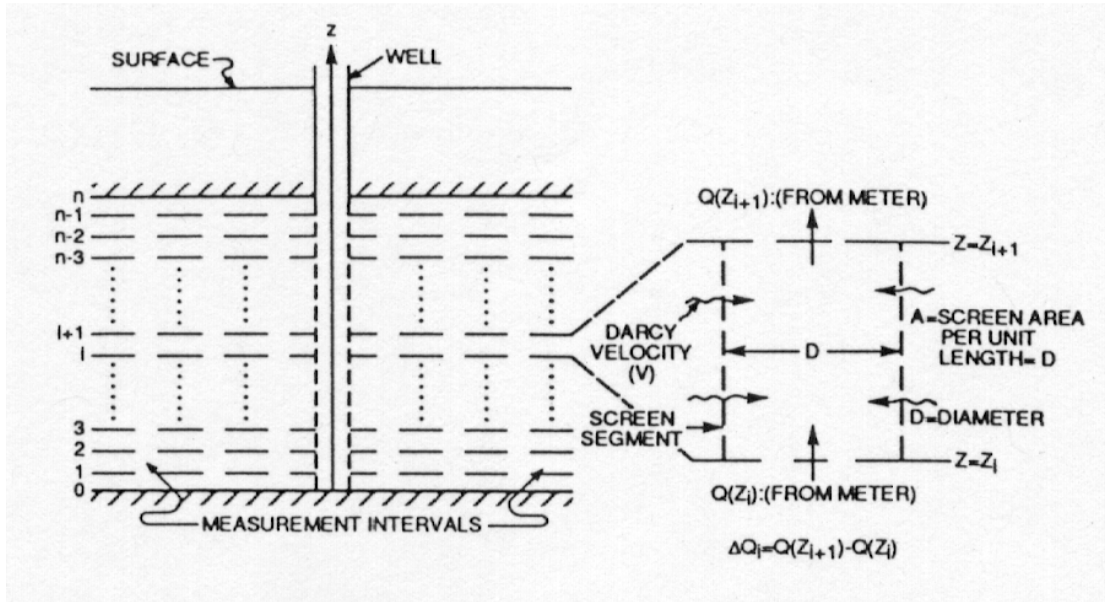 z
SURFACE
WELL
n
n-1
n-2
n-3
I+1
I
3
2
1
0
MEASUREMENT INTERVALS
Q(Z_{i+1}):(FROM METER)
Z=Z_{i+1}
DARCY
VELOCITY
(V)
D
A=SCREEN AREA
PER UNIT
LENGTH= D
SCREEN
SEGMENT
D=DIAMETER
Z=Z_i
Q(Z_i):(FROM METER)
ΔQ_i=Q(Z_{i+1})-Q(Z_i)